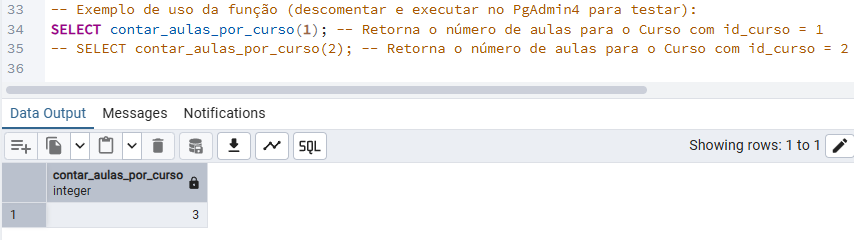 33 -- Exemplo de uso da função (descomentar e executar no PgAdmin4 para testar):
34 SELECT contar_aulas_por_curso(1); -- Retorna o número de aulas para o Curso com id_curso = 1
35 -- SELECT contar_aulas_por_curso(2); -- Retorna o número de aulas para o Curso com id_curso = 2
36
Data Output Messages Notifications
SQL Showing rows: 1 to 1
contar_aulas_por_curso
integer
1 3